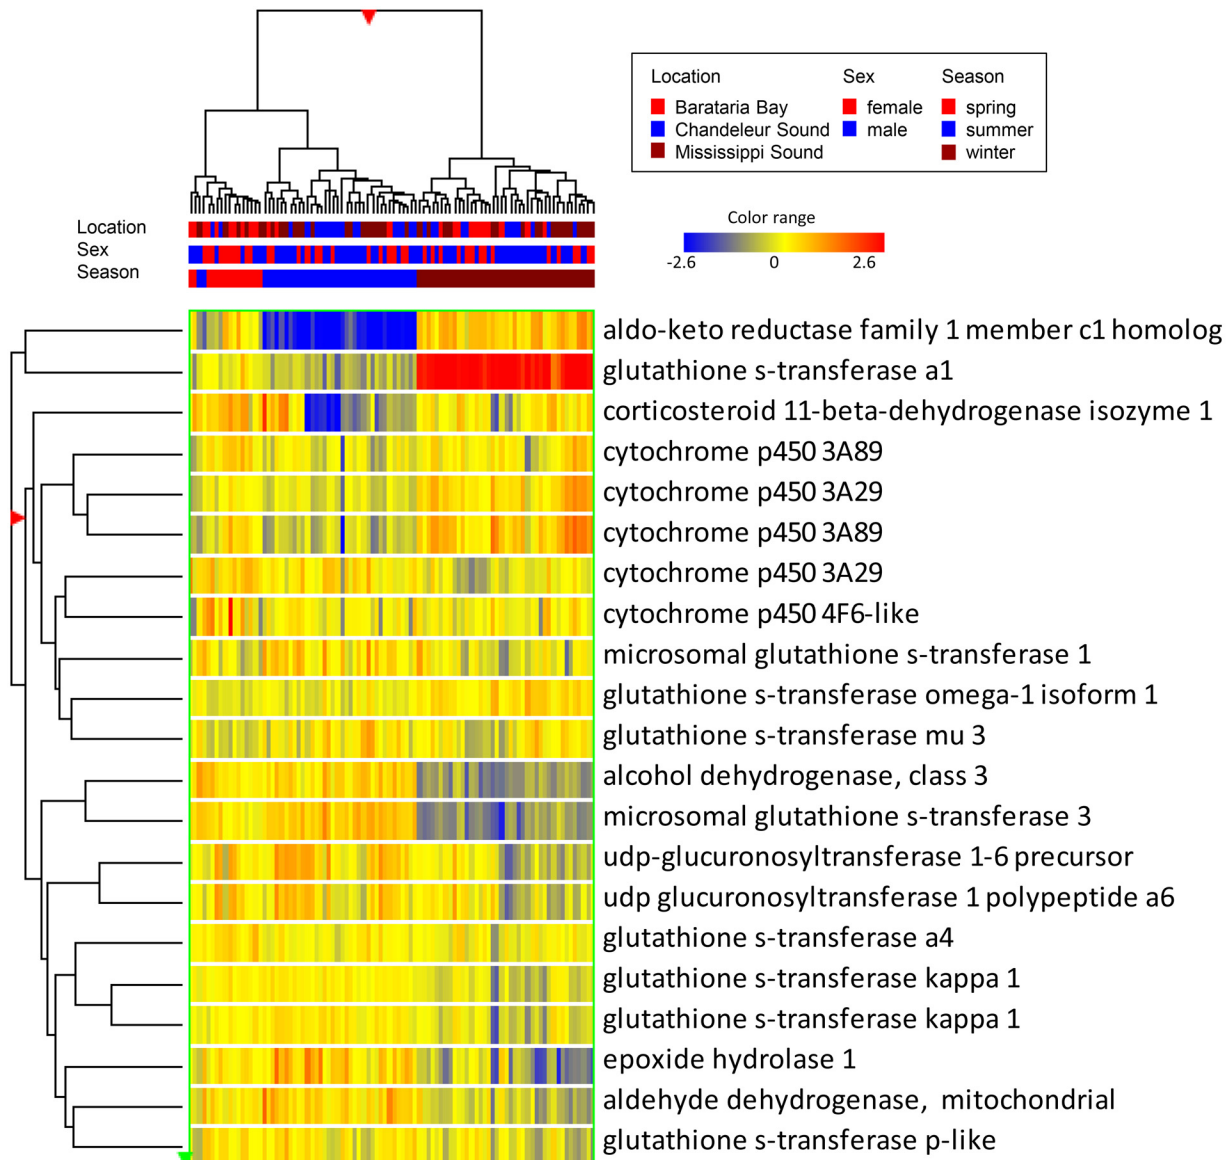 Location Sex Season
Barataria Bay female spring
Chandeleur Sound male summer
Mississippi Sound winter
Color range
-2.6 0 2.6
Location
Sex
Season
aldo-keto reductase family 1 member c1 homolog
glutathione s-transferase a1
corticosteroid 11-beta-dehydrogenase isozyme 1
cytochrome p450 3A89
cytochrome p450 3A29
cytochrome p450 3A89
cytochrome p450 3A29
cytochrome p450 4F6-like
microsomal glutathione s-transferase 1
glutathione s-transferase omega-1 isoform 1
glutathione s-transferase mu 3
alcohol dehydrogenase, class 3
microsomal glutathione s-transferase 3
udp-glucuronosyltransferase 1-6 precursor
udp glucuronosyltransferase 1 polypeptide a6
glutathione s-transferase a4
glutathione s-transferase kappa 1
glutathione s-transferase kappa 1
epoxide hydrolase 1
aldehyde dehydrogenase, mitochondrial
glutathione s-transferase p-like